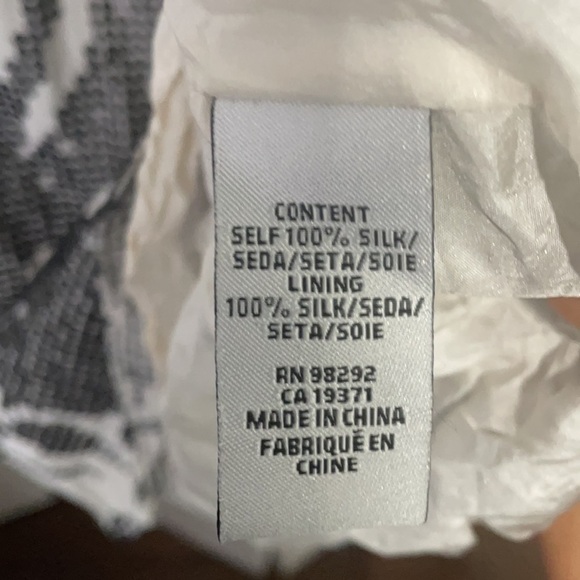 CONTENT
SELF 100% SILK/
SEDA/SETA/SOIE
LINING
100% SILK/SEDA/
SETA/SOIE
RN 98292
CA 19371
MADE IN CHINA
FABRIQUÉ EN
CHINE